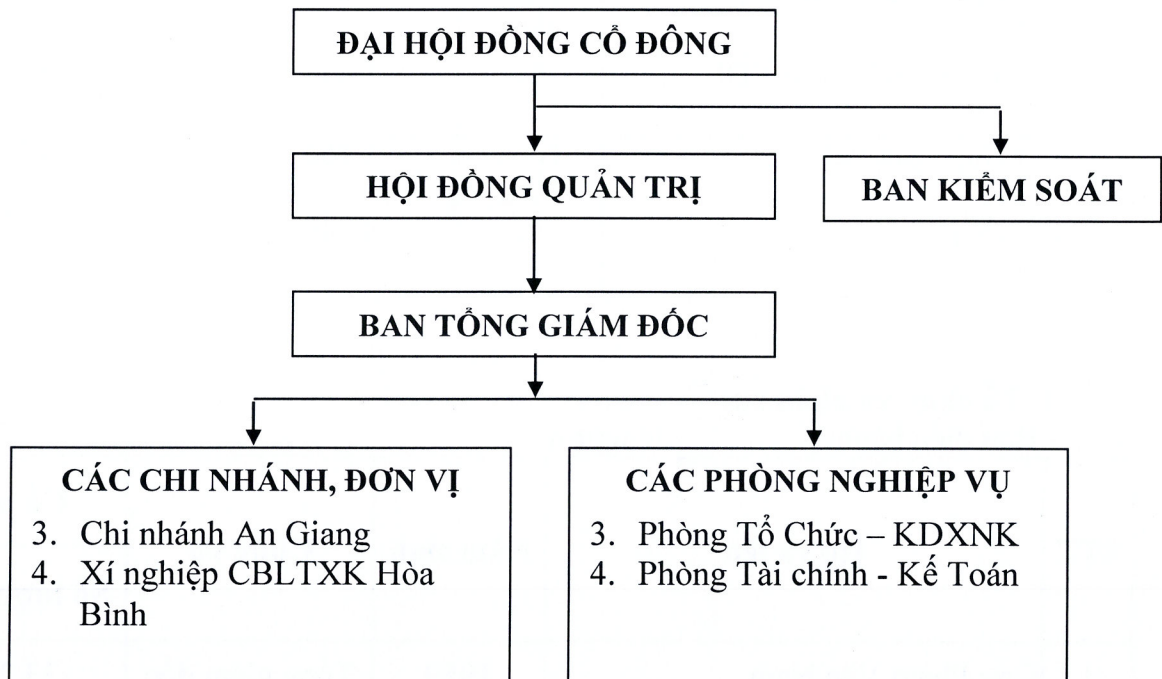 ĐẠI HỘI ĐỒNG CỔ ĐÔNG
HỘI ĐỒNG QUẢN TRỊ
BAN KIỂM SOÁT
BAN TỔNG GIÁM ĐỐC
CÁC CHI NHÁNH, ĐƠN VỊ
3. Chi nhánh An Giang
4. Xí nghiệp CBLTXK Hòa
Bình
CÁC PHÒNG NGHIỆP VỤ
3. Phòng Tổ Chức – KDXNK
4. Phòng Tài chính - Kế Toán